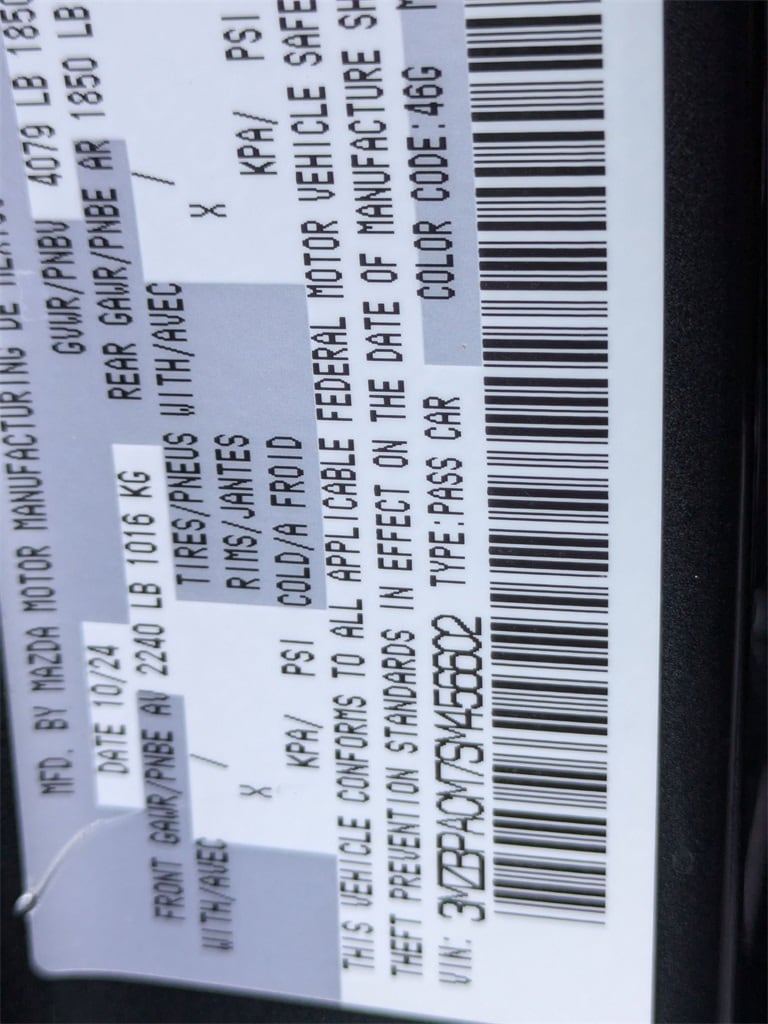 MFD. BY MAZDA MOTOR MANUFACTURING DE
DATE 10/24 GVWR/PNBV 4079 LB 1850
FRONT GAWR/PNBE AV 2240 LB 1016 KG REAR GAWR/PNBE AR 1850 LB
WITH/AVEC / TIRES/PNEUS WITH/AVEC /
X RIMS/JANTES X
KPA/ PSI COLD/A FROID KPA/ PSI
THIS VEHICLE CONFORMS TO ALL APPLICABLE FEDERAL MOTOR VEHICLE SAFE
THEFT PREVENTION STANDARDS IN EFFECT ON THE DATE OF MANUFACTURE SH
VIN: 3MZBPACM7SM456602 TYPE:PASS CAR COLOR CODE:46G